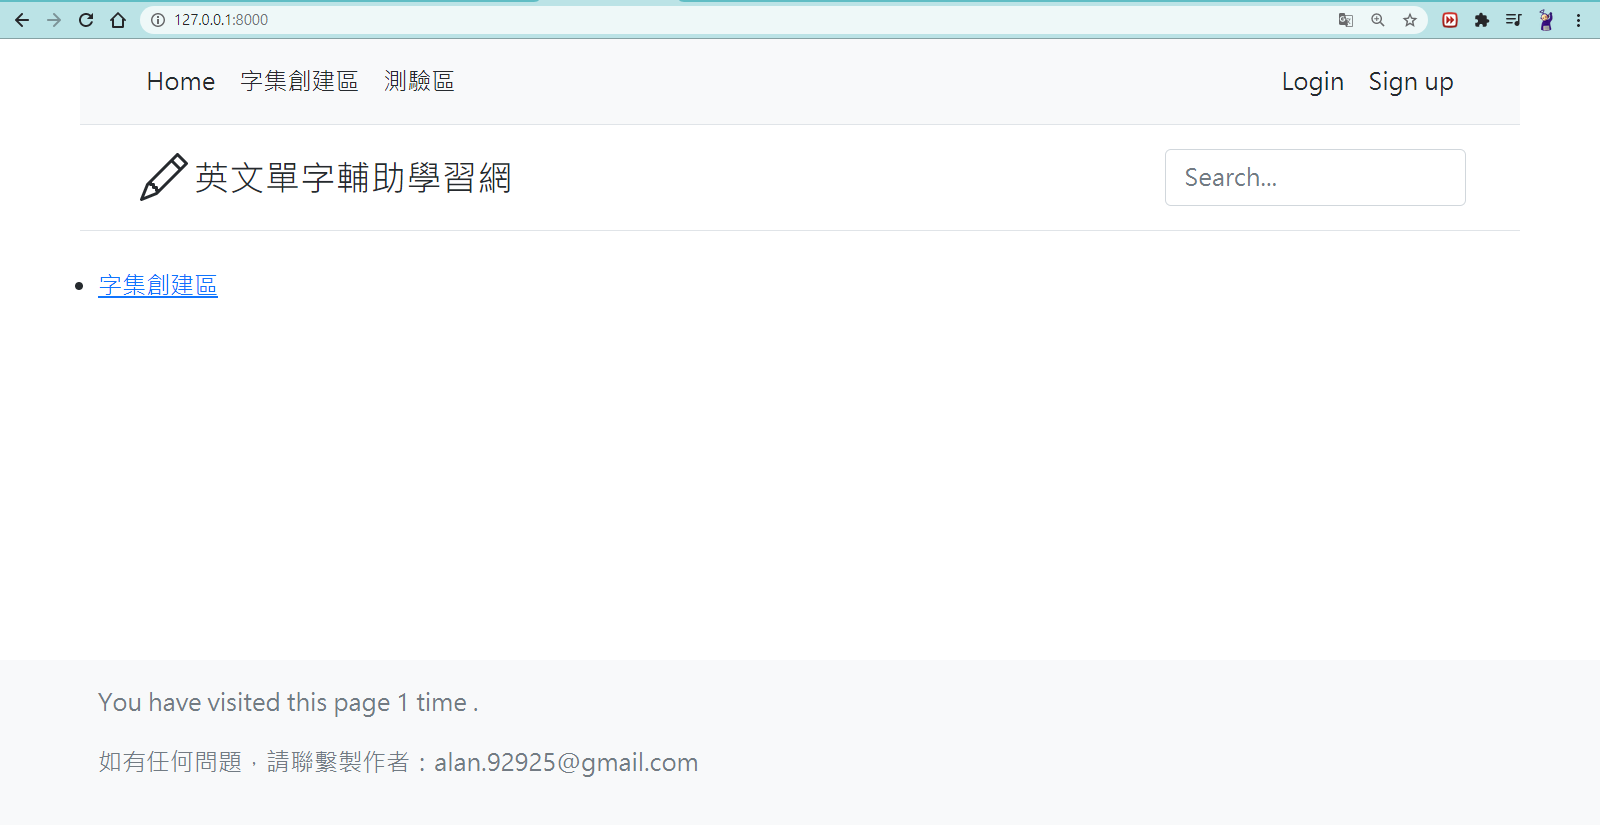 127.0.0.1:8000
Home 字集創建區 測驗區 Login Sign up
英文單字輔助學習網 Search...
字集創建區
You have visited this page 1 time .
如有任何問題，請聯繫製作者：alan.92925@gmail.com